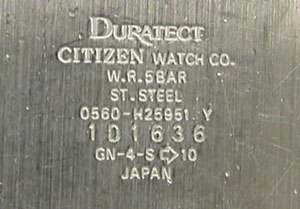 DURATECT
CITIZEN WATCH CO.
W.R.5BAR
ST.STEEL
0560-H25951 Y
1D1636
GN-4-S ⇨10
JAPAN